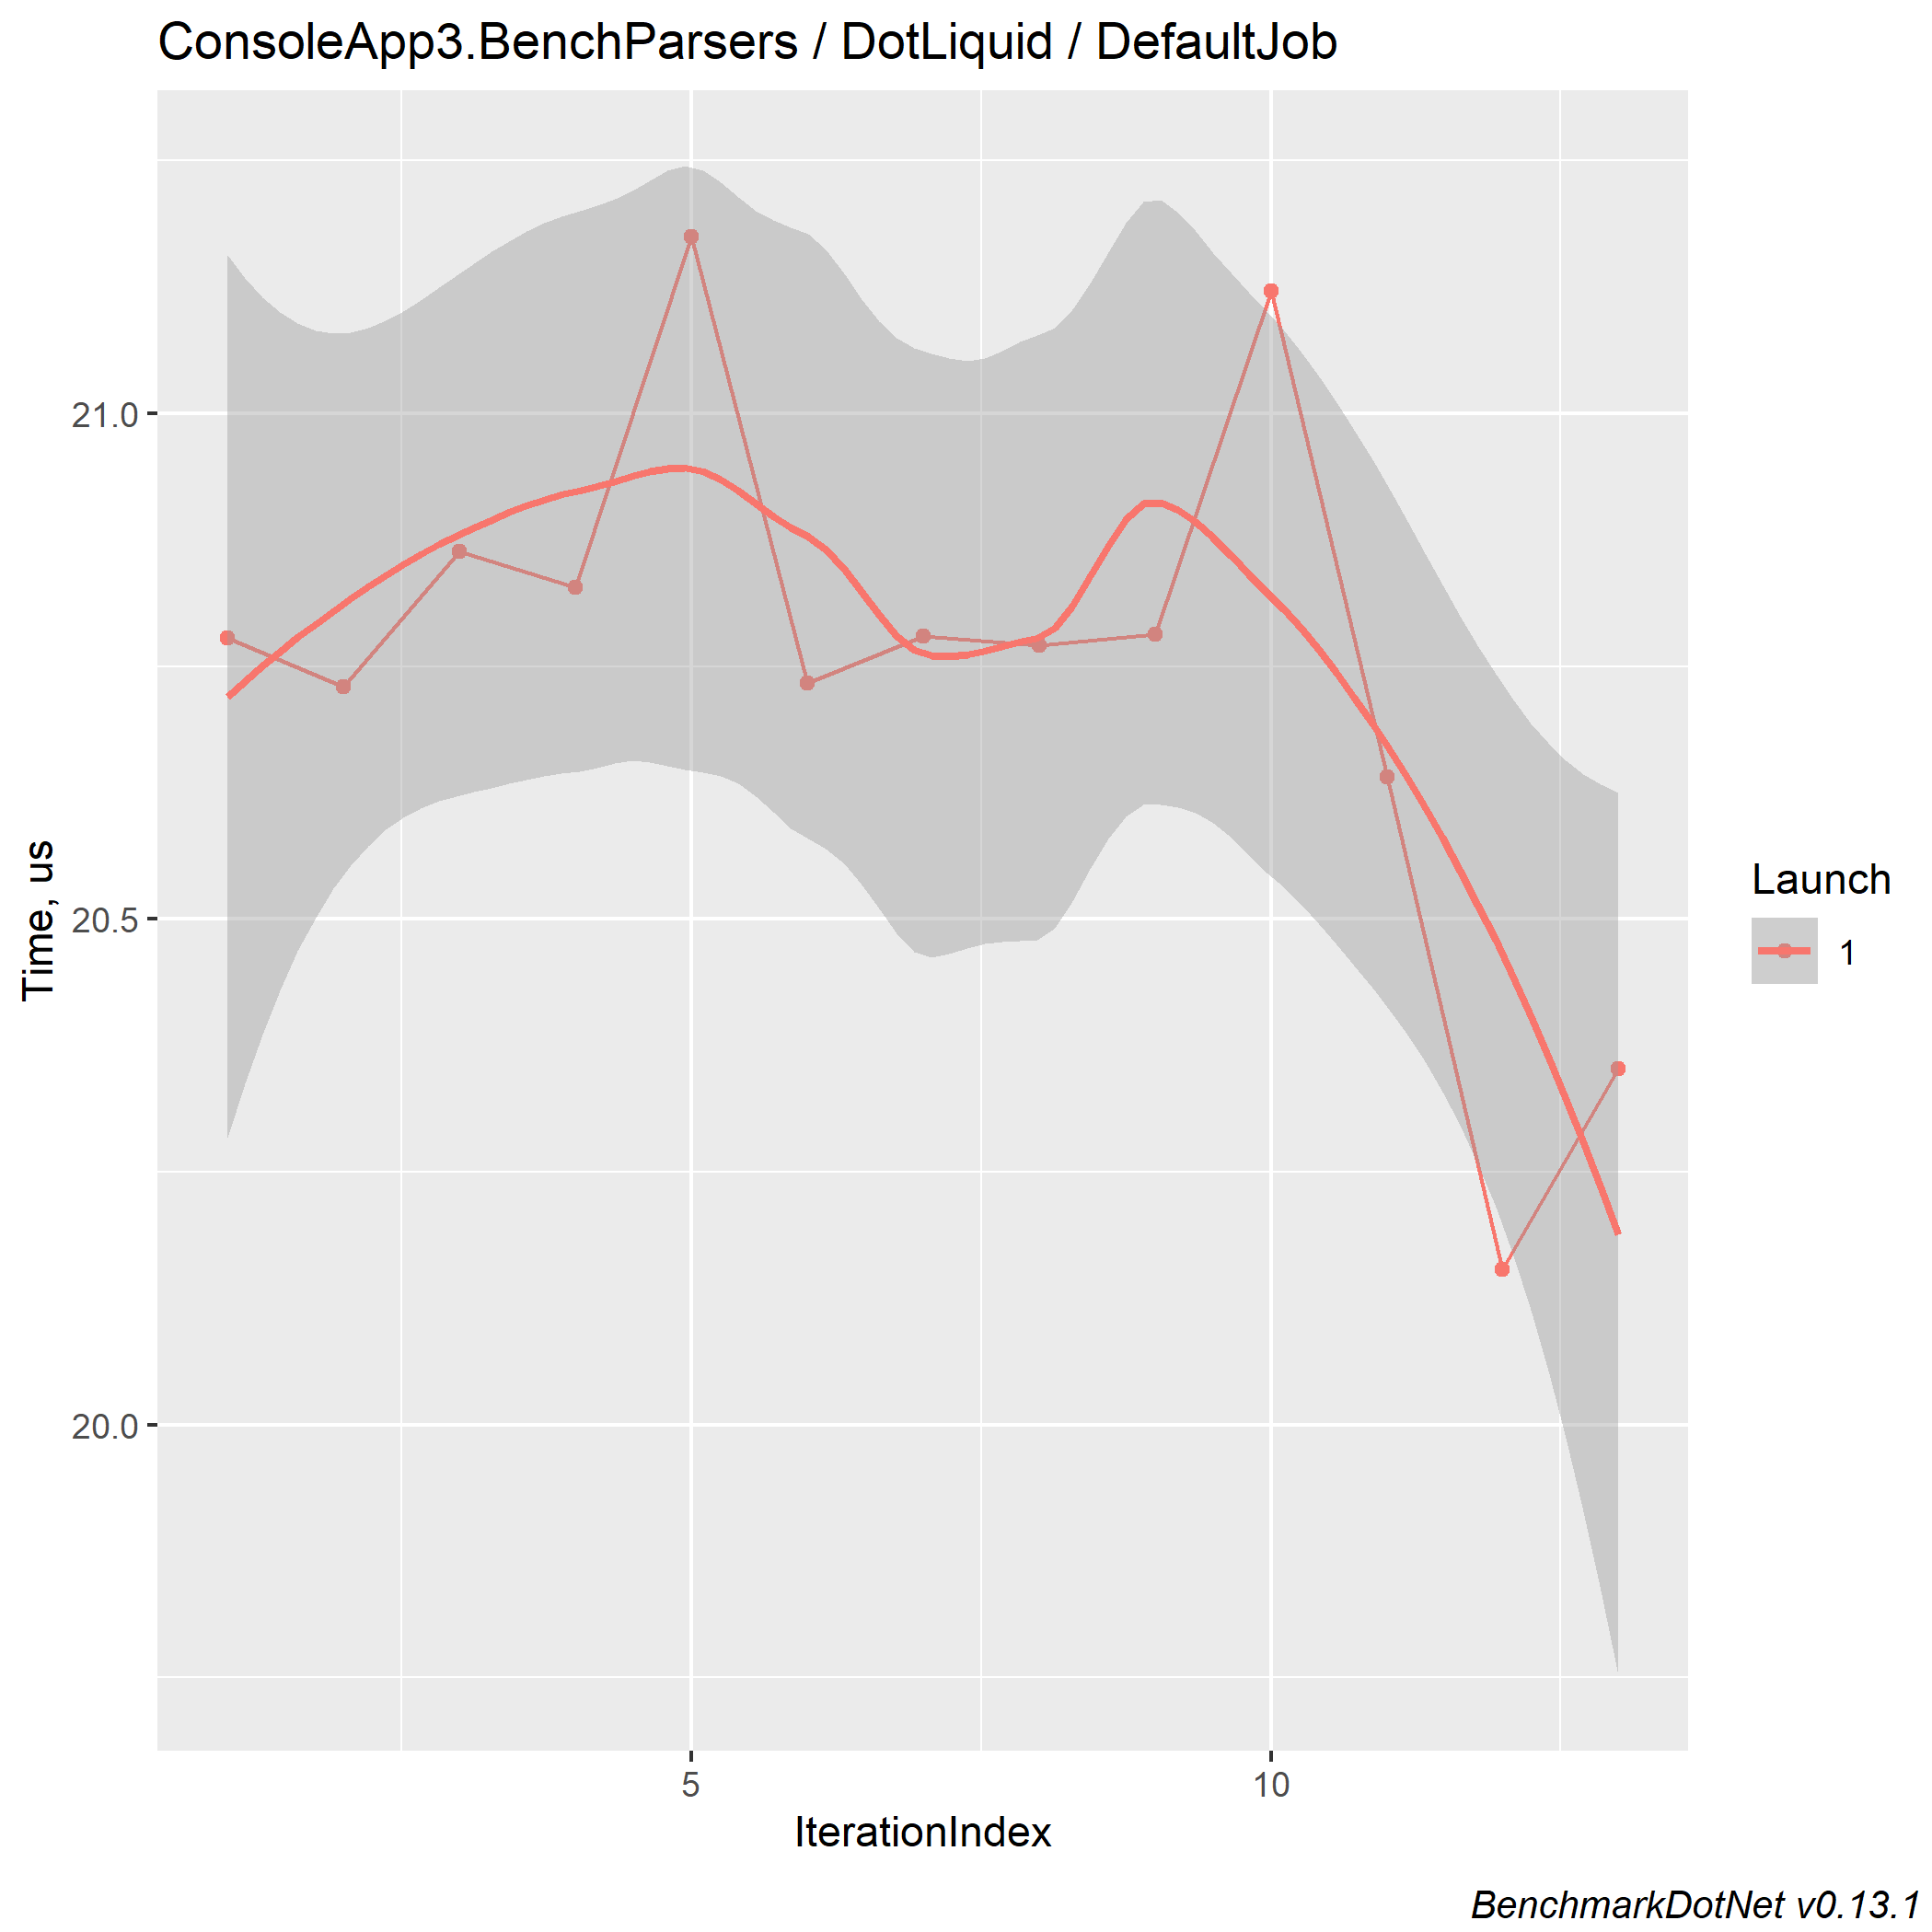 ConsoleApp3.BenchParsers / DotLiquid / DefaultJob
Time, us
21.0
20.5
20.0
5
10
IterationIndex
Launch
1
BenchmarkDotNet v0.13.1